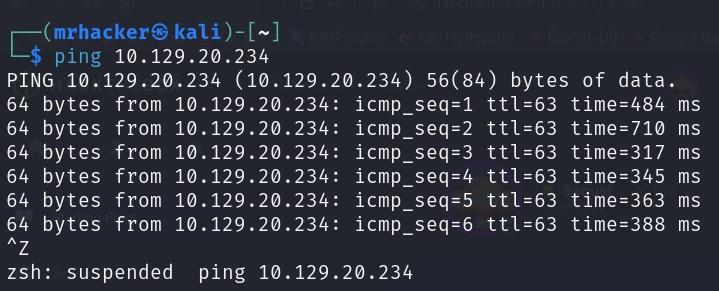 ┌──(mrhacker㉿kali)-[~]
└─$ ping 10.129.20.234
PING 10.129.20.234 (10.129.20.234) 56(84) bytes of data.
64 bytes from 10.129.20.234: icmp_seq=1 ttl=63 time=484 ms
64 bytes from 10.129.20.234: icmp_seq=2 ttl=63 time=710 ms
64 bytes from 10.129.20.234: icmp_seq=3 ttl=63 time=317 ms
64 bytes from 10.129.20.234: icmp_seq=4 ttl=63 time=345 ms
64 bytes from 10.129.20.234: icmp_seq=5 ttl=63 time=363 ms
64 bytes from 10.129.20.234: icmp_seq=6 ttl=63 time=388 ms
^Z
zsh: suspended  ping 10.129.20.234